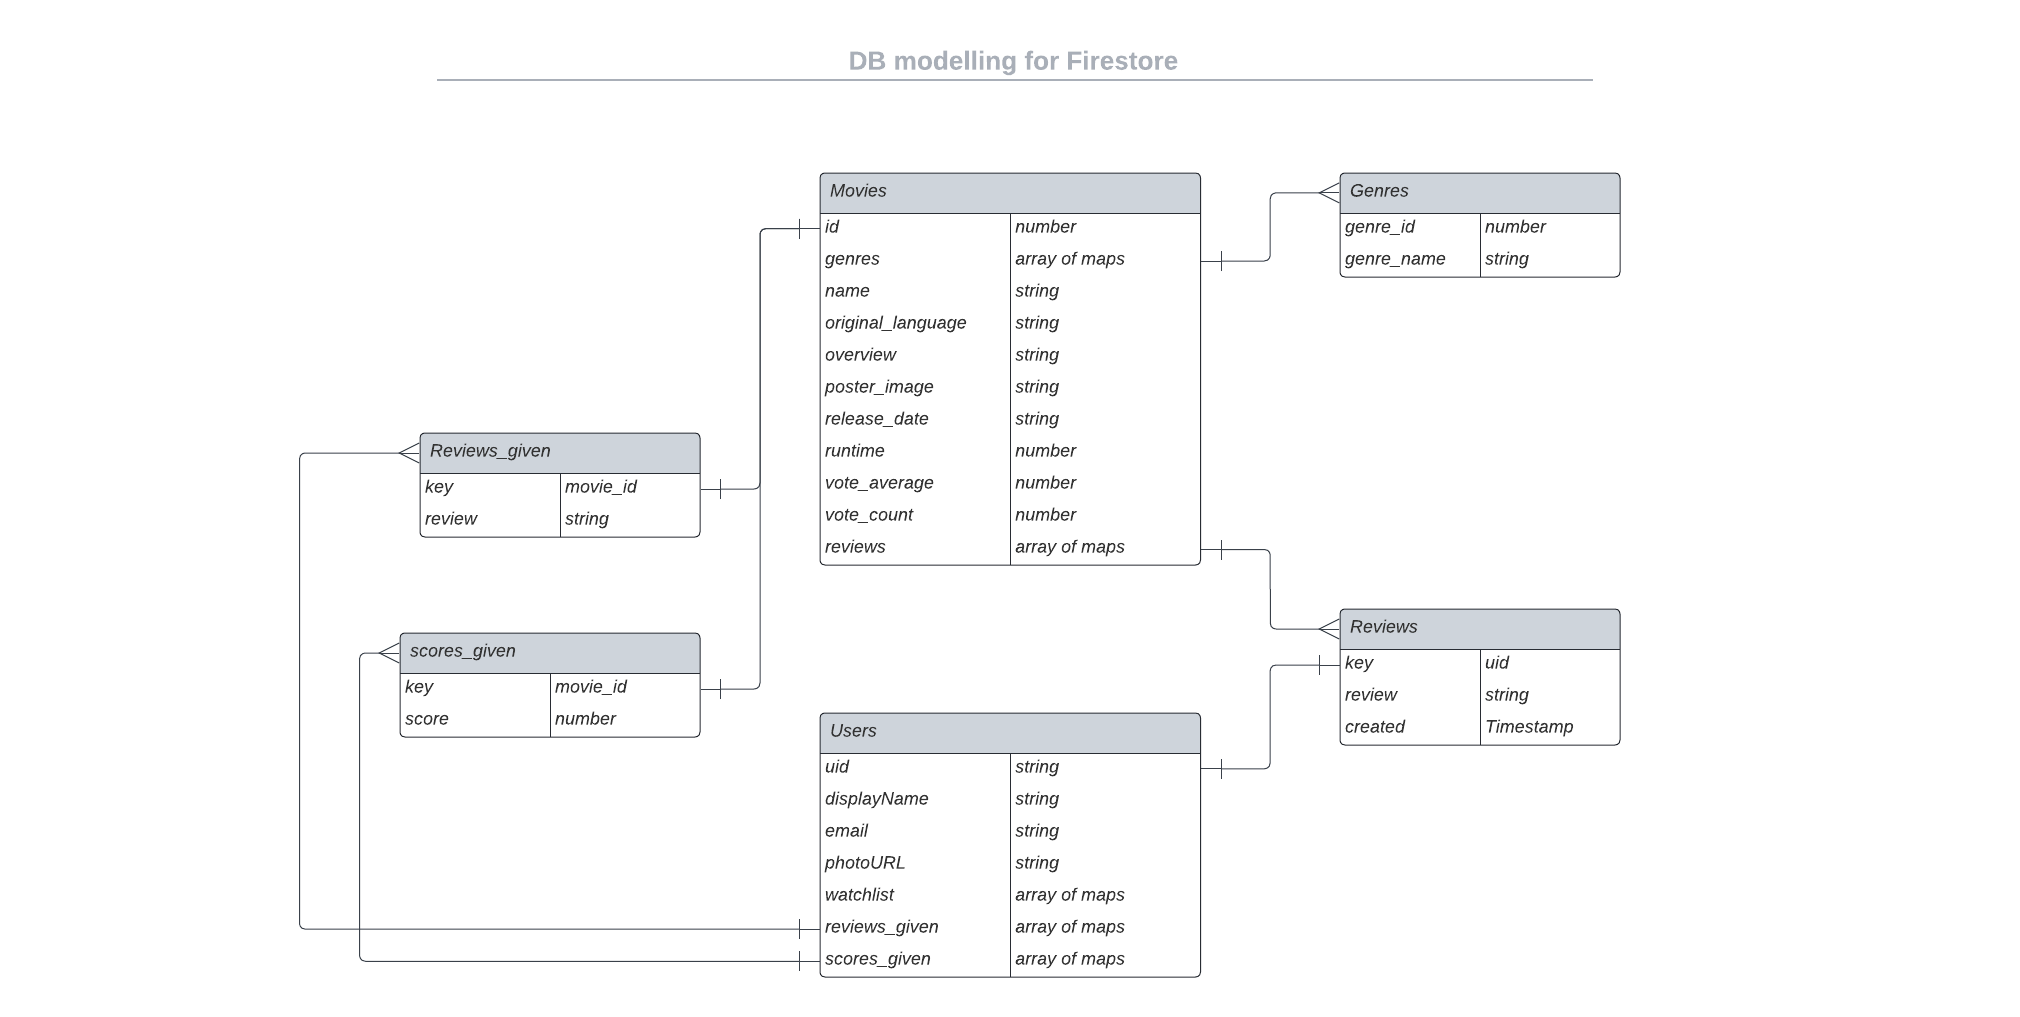 DB modelling for Firestore
Movies
id number
genres array of maps
name string
original_language string
overview string
poster_image string
release_date string
runtime number
vote_average number
vote_count number
reviews array of maps
Genres
genre_id number
genre_name string
Reviews_given
key movie_id
review string
scores_given
key movie_id
score number
Reviews
key uid
review string
created Timestamp
Users
uid string
displayName string
email string
photoURL string
watchlist array of maps
reviews_given array of maps
scores_given array of maps